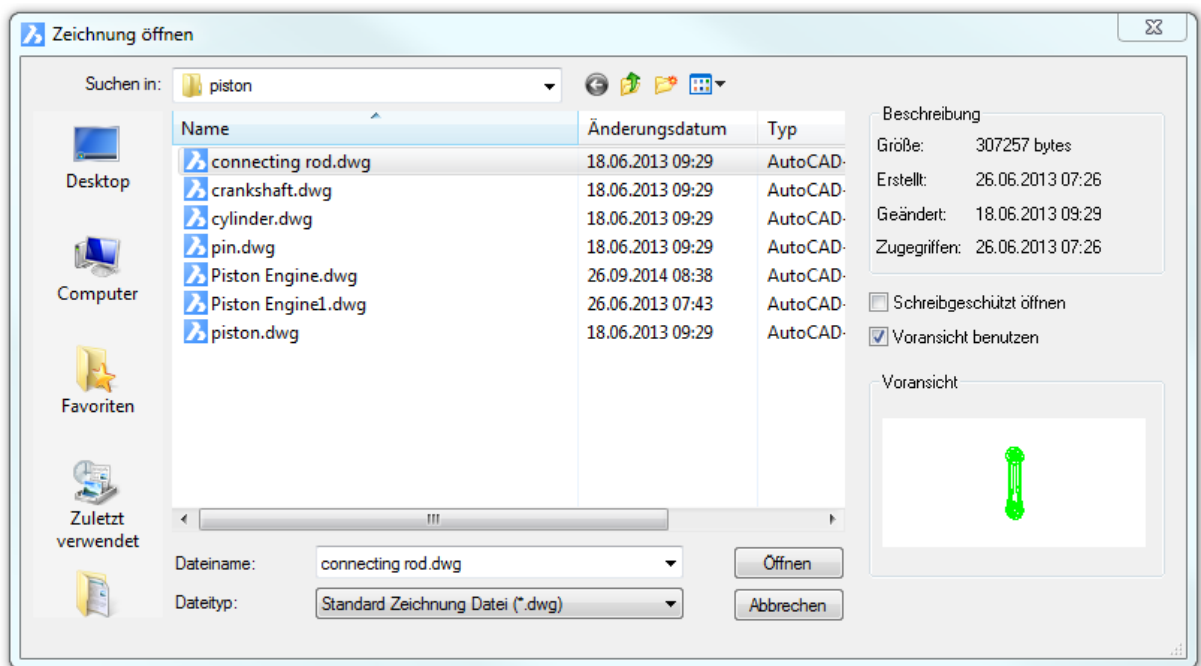 Zeichnung öffnen
Suchen in: piston
Name Änderungsdatum Typ
connecting rod.dwg 18.06.2013 09:29 AutoCAD-
crankshaft.dwg 18.06.2013 09:29 AutoCAD-
cylinder.dwg 18.06.2013 09:29 AutoCAD-
pin.dwg 18.06.2013 09:29 AutoCAD-
Piston Engine.dwg 26.09.2014 08:38 AutoCAD-
Piston Engine1.dwg 26.06.2013 07:43 AutoCAD-
piston.dwg 18.06.2013 09:29 AutoCAD-
Desktop
Computer
Favoriten
Zuletzt
verwendet
Dateiname: connecting rod.dwg Öffnen
Dateityp: Standard Zeichnung Datei (*.dwg) Abbrechen
Beschreibung
Größe: 307257 bytes
Erstellt: 26.06.2013 07:26
Geändert: 18.06.2013 09:29
Zugegriffen: 26.06.2013 07:26
Schreibgeschützt öffnen
Voransicht benutzen
Voransicht